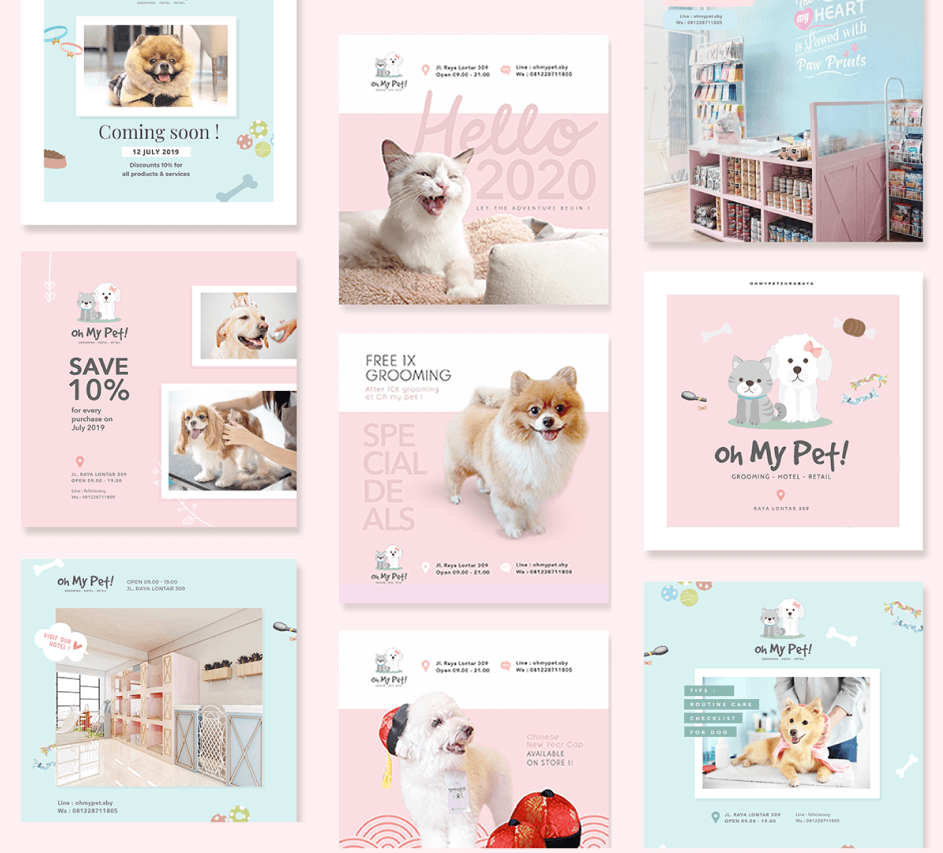 GROOMING - HOTEL - RETAIL
Coming soon !
12 JULY 2019
Discounts 10% for
all products & services
oh My Pet!
GROOMING - HOTEL - RETAIL
SAVE
10%
for every
purchase on
July 2019
JL. RAYA LONTAR 309
OPEN 09.00 - 19.00
Line : feliciarany
Wa : 081228711805
oh My Pet!
GROOMING - HOTEL - RETAIL
OPEN 09.00 - 19.00
JL. RAYA LONTAR 309
VISIT OUR
HOTEL!
Line : ohmypet.sby
Wa : 081228711805
oh My Pet!
Jl. Raya Lontar 309
Open 09.00 - 21.00
Line : ohmypet.sby
Wa : 081228711805
Hello
2020
LET THE ADVENTURE BEGIN !
FREE 1X
GROOMING
After 10X grooming
at Oh my pet !
SPE
CIAL
DE
ALS
oh My Pet!
Jl. Raya Lontar 309
Open 09.00 - 21.00
Line : ohmypet.sby
Wa : 081228711805
oh My Pet!
Jl. Raya Lontar 309
Open 09.00 - 21.00
Line : ohmypet.sby
Wa : 081228711805
Chinese
New Year Cap
AVAILABLE
ON STORE !!
Line : ohmypet.sby
Wa : 081228711805
The
my HEART
is Pawed with
Paw Prints
OHMYPETSURABAYA
oh My Pet!
GROOMING - HOTEL - RETAIL
RAYA LONTAR 309
oh My Pet!
GROOMING - HOTEL - RETAIL
TIPS :
ROUTINE CARE
CHECKLIST
FOR DOG
JL. RAYA LONTAR 309
OPEN 09.00 - 19.00
Line : feliciarany
Wa : 081228711805